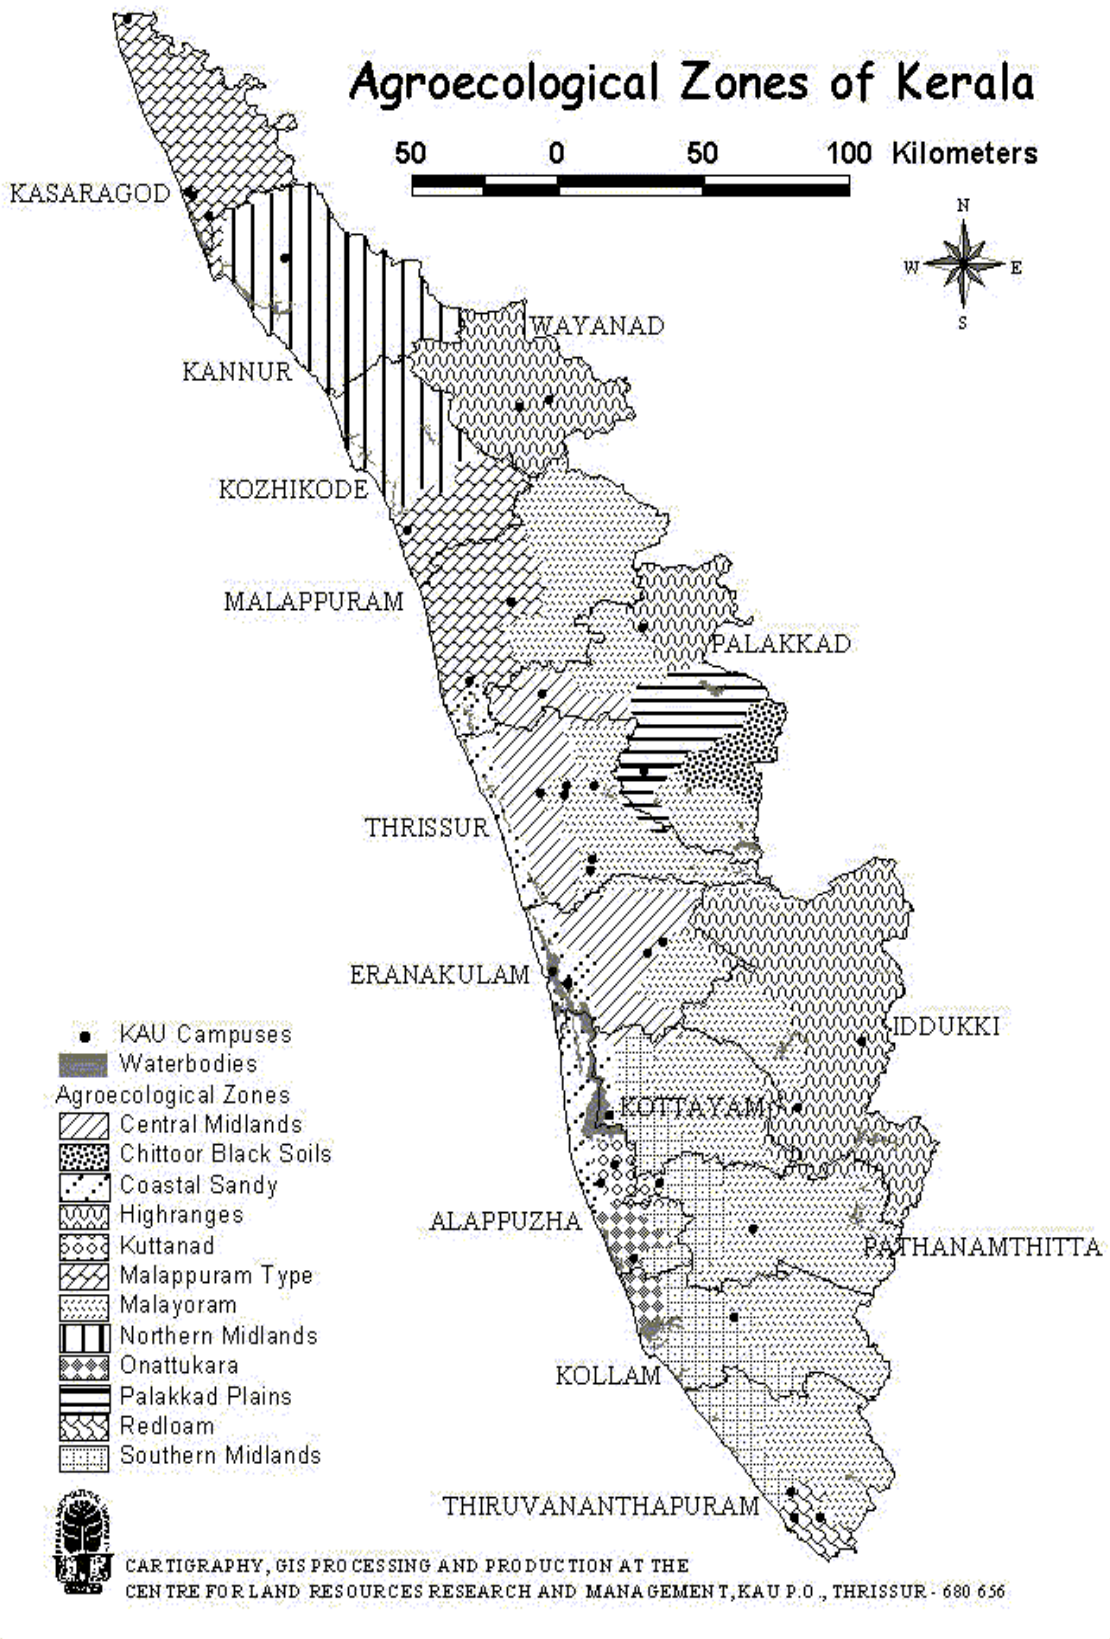 Agroecological Zones of Kerala
50 0 50 100 Kilometers
N
W E
S
KASARAGOD
WAYANAD
KANNUR
KOZHIKODE
MALAPPURAM
PALAKKAD
THRISSUR
ERANAKULAM
IDDUKKI
KOTTAYAM
ALAPPUZHA
PATHANAMTHITTA
KOLLAM
THIRUVANANTHAPURAM
KAU Campuses
Waterbodies
Agroecological Zones
Central Midlands
Chittoor Black Soils
Coastal Sandy
Highranges
Kuttanad
Malappuram Type
Malayoram
Northern Midlands
Onattukara
Palakkad Plains
Redloam
Southern Midlands
CARTIGRAPHY, GIS PROCESSING AND PRODUCTION AT THE
CENTRE FOR LAND RESOURCES RESEARCH AND MANAGEMENT, KAU P.O., THRISSUR - 680 656